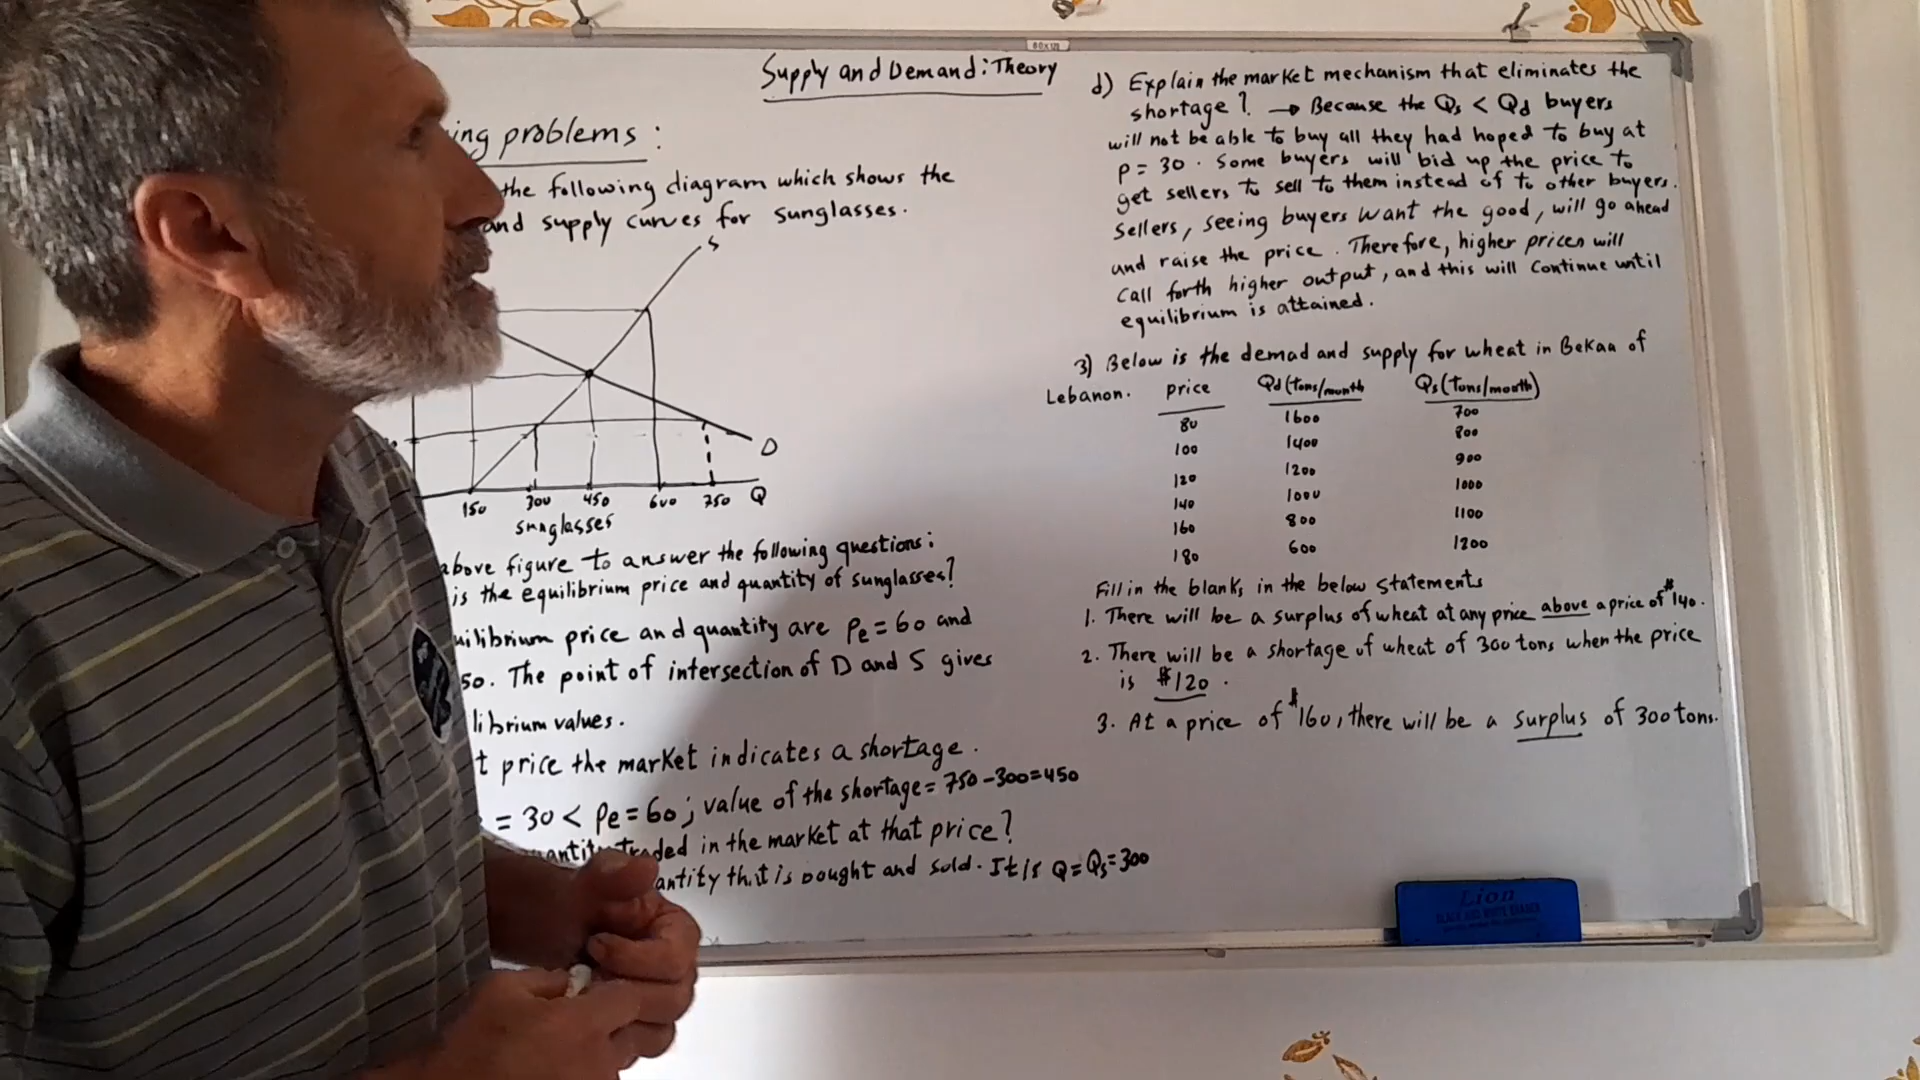 Supply and Demand: Theory
ing problems:
the following diagram which shows the
and supply curves for sunglasses.
S
D
150 300 450 600 750 Q
sunglasses
above figure to answer the following questions:
is the equilibrium price and quantity of sunglasses?
uilibrium price and quantity are Pe = 60 and
50. The point of intersection of D and S gives
librium values.
t price the market indicates a shortage.
= 30 < Pe = 60; value of the shortage = 750 - 300 = 450
quantity traded in the market at that price?
antity that is bought and sold. It is Q = Qs = 300
d) Explain the market mechanism that eliminates the
shortage? → Because the Qs < Qd buyers
will not be able to buy all they had hoped to buy at
P = 30. Some buyers will bid up the price to
get sellers to sell to them instead of to other buyers.
Sellers, seeing buyers want the good, will go ahead
and raise the price. Therefore, higher prices will
call forth higher output, and this will continue until
equilibrium is attained.
3) Below is the demad and supply for wheat in Bekaa of
Lebanon. price Qd (tons/month Qs (tons/month)
80 1600 700
100 1400 800
120 1200 900
140 1000 1000
160 800 1100
180 600 1200
Fill in the blanks in the below statements
1. There will be a surplus of wheat at any price above a price of $140.
2. There will be a shortage of wheat of 300 tons when the price
is $120.
3. At a price of $160, there will be a surplus of 300 tons.
Lion